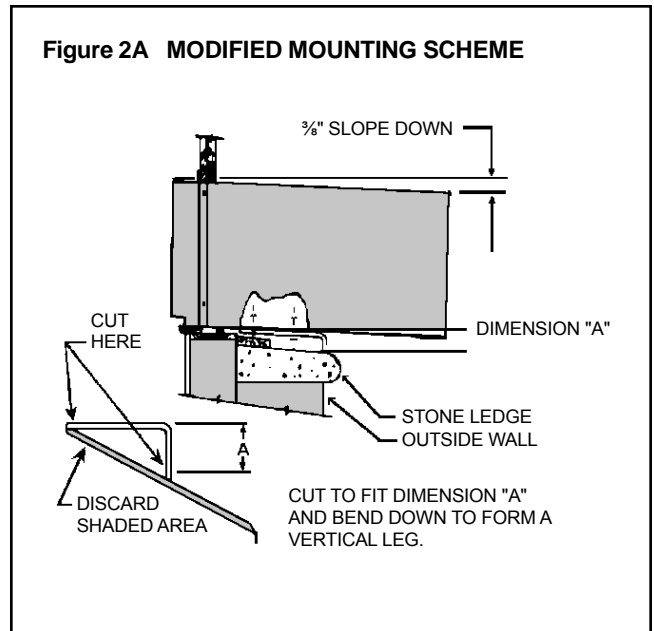 Figure 2A MODIFIED MOUNTING SCHEME
⅜" SLOPE DOWN
DIMENSION "A"
CUT
HERE
STONE LEDGE
OUTSIDE WALL
A
DISCARD
SHADED AREA
CUT TO FIT DIMENSION "A"
AND BEND DOWN TO FORM A
VERTICAL LEG.